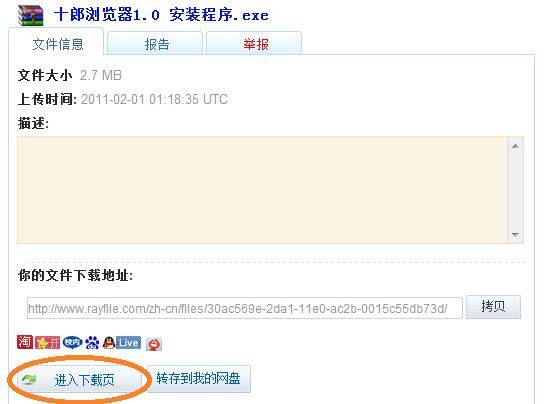 十郎浏览器1.0 安装程序.exe
文件信息 报告 举报
文件大小 2.7 MB
上传时间: 2011-02-01 01:18:35 UTC
描述:
你的文件下载地址:
http://www.rayfile.com/zh-cn/files/30ac569e-2da1-11e0-ac2b-0015c55db73d/ 拷贝
淘 开 校内 Live
进入下载页 转存到我的网盘